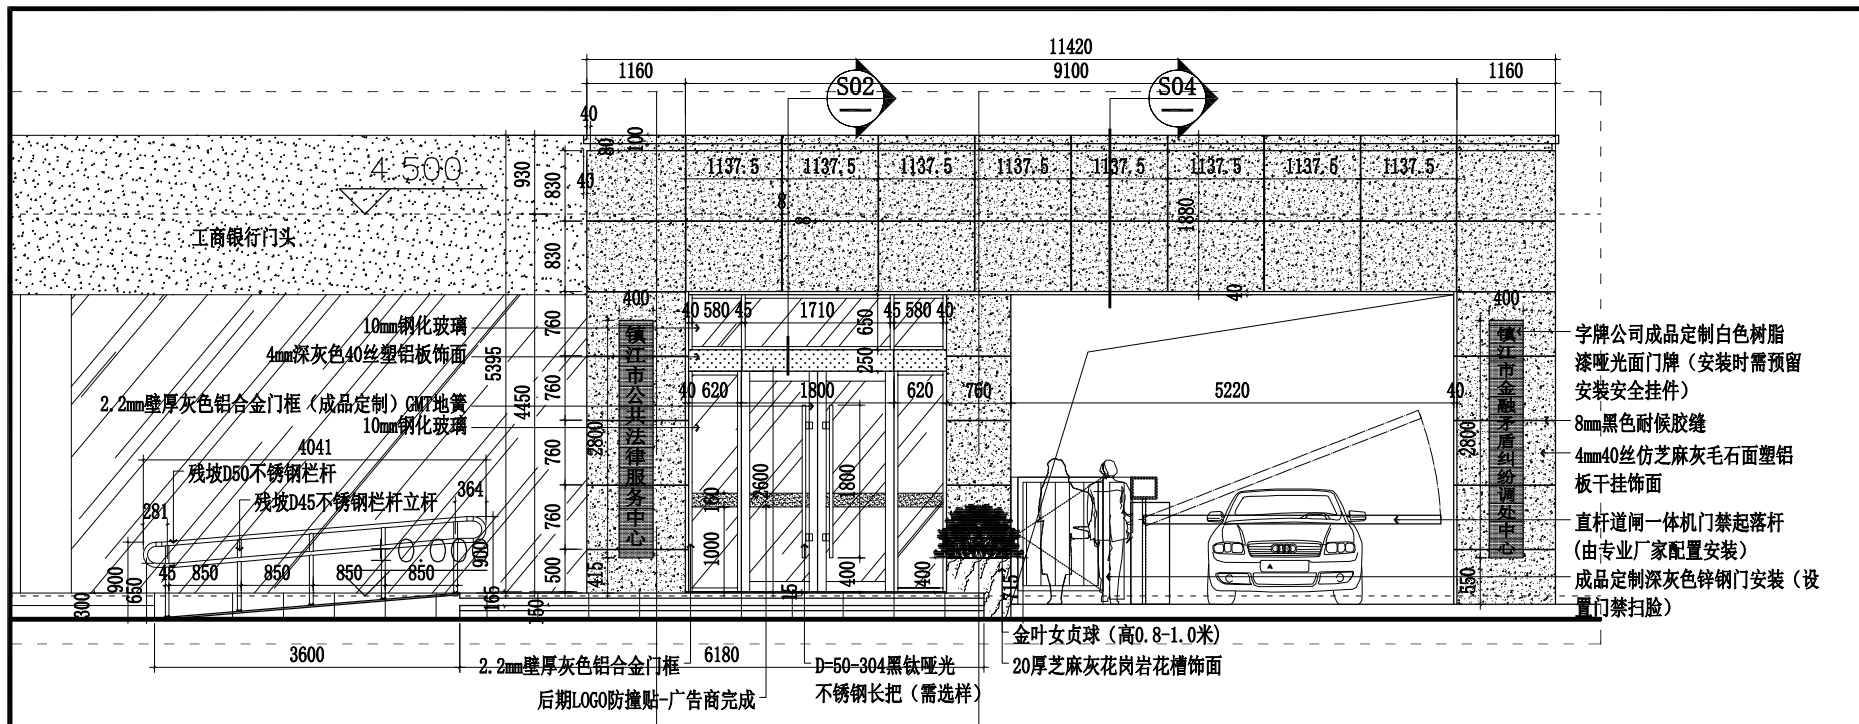 11420
1160
9100
1160
S02
S04
40
80
100
1137.5
1137.5
1137.5
1137.5
1137.5
1137.5
1137.5
1137.5
4.500
930
830
40
8
8
1880
工商银行门头
830
40
400
40 580 45
1710
45 580 40
400
10mm钢化玻璃
760
650
镇江市公共法律服务中心
镇江市金融矛盾纠纷调处中心
字牌公司成品定制白色树脂
漆哑光面门牌（安装时需预留
安装安全挂件）
4mm深灰色40丝塑铝板饰面
5395
250
4450
760
40 620
1800
620
760
5220
40
2.2mm壁厚灰色铝合金门框（成品定制）GMT地簧
10mm钢化玻璃
8mm黑色耐候胶缝
4041
760
2800
2800
4mm40丝仿芝麻灰毛石面塑铝
板干挂饰面
残坡D50不锈钢栏杆
残坡D45不锈钢栏杆立杆
364
281
160
2600
1800
760
直杆道闸一体机门禁起落杆
(由专业厂家配置安装)
0.000
900
900
650
45
850
850
850
850
500
415
1000
400
400
715
550
成品定制深灰色锌钢门安装（设
置门禁扫脸）
A
300
165
150
15
3600
6180
金叶女贞球（高0.8-1.0米)
2.2mm壁厚灰色铝合金门框
D=50-304黑钛哑光
不锈钢长把（需选样）
20厚芝麻灰花岗岩花槽饰面
后期LOGO防撞贴-广告商完成